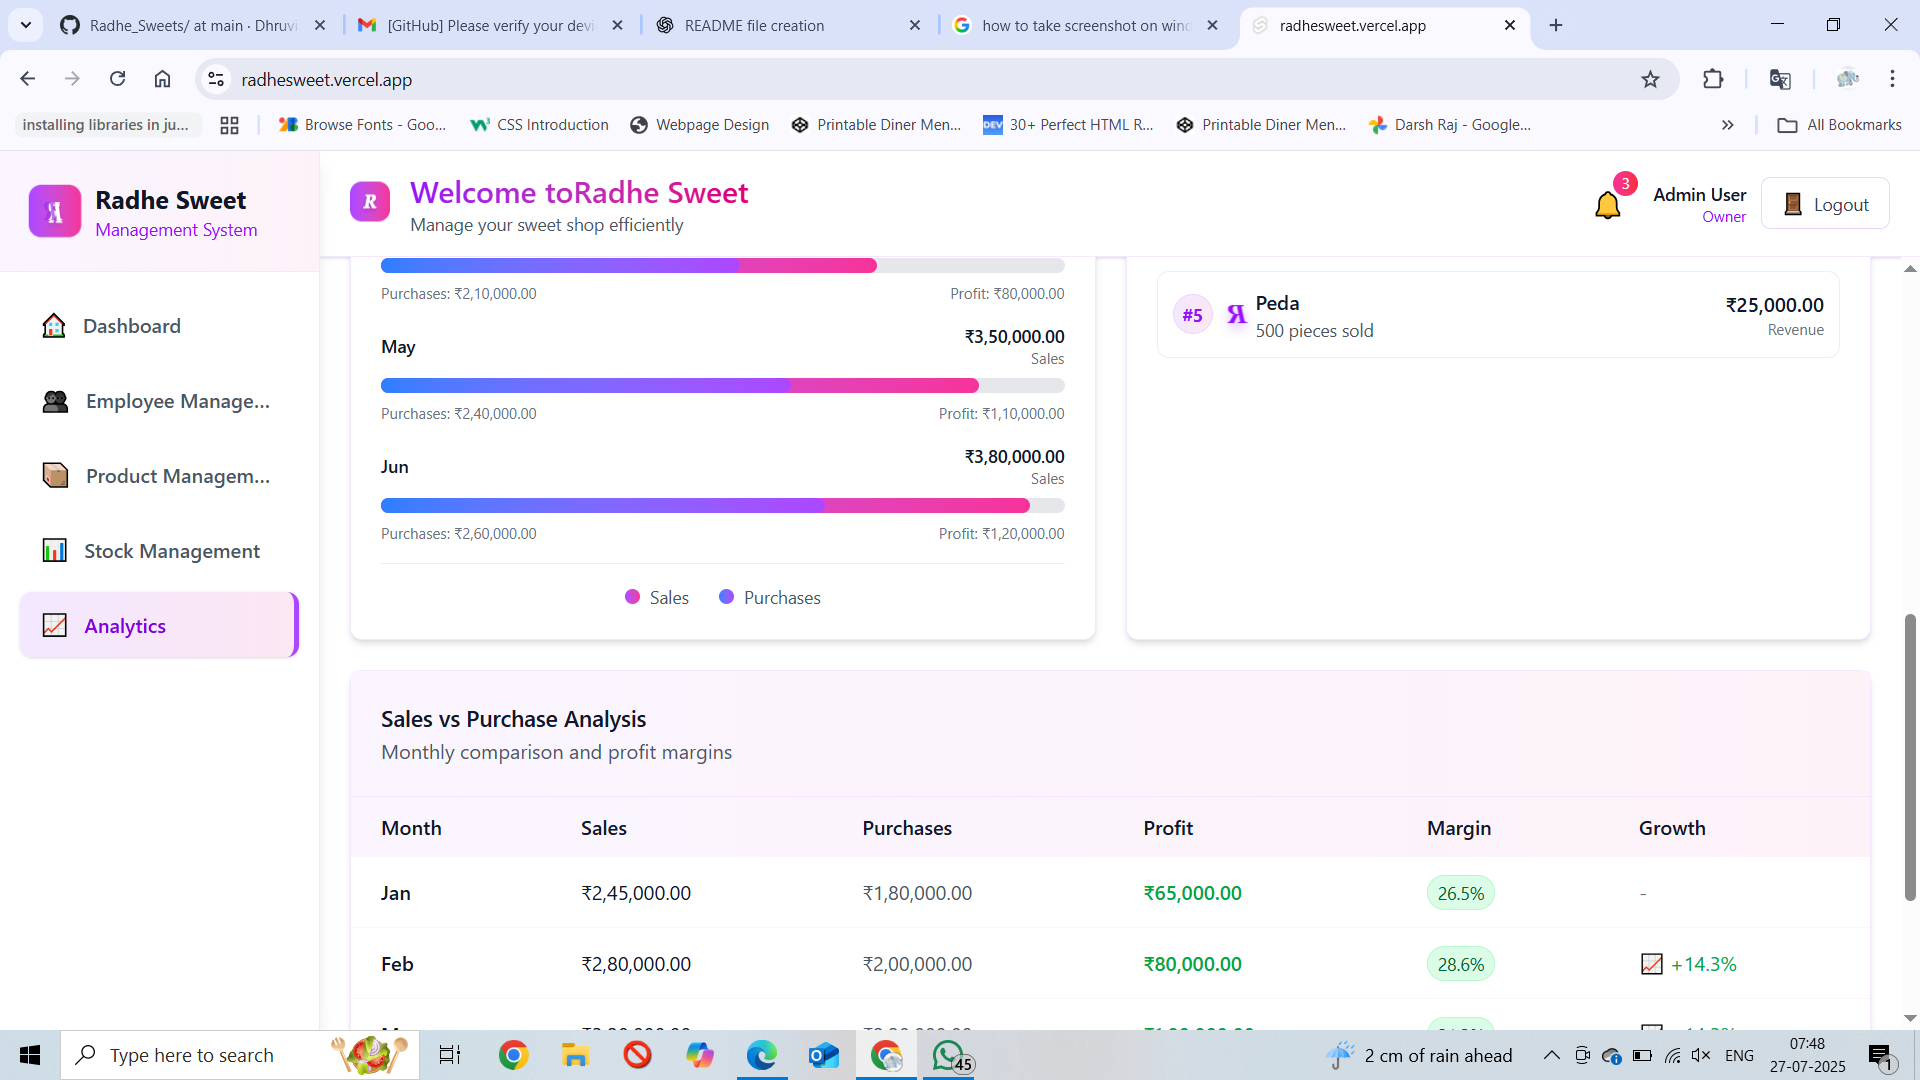 Radhe_Sweets/ at main · Dhruvi
[GitHub] Please verify your devi
README file creation
how to take screenshot on wind
radhesweet.vercel.app
radhesweet.vercel.app
installing libraries in ju...
Browse Fonts - Goo...
CSS Introduction
Webpage Design
Printable Diner Men...
DEV
30+ Perfect HTML R...
Printable Diner Men...
Darsh Raj - Google...
All Bookmarks
R
Radhe Sweet
Management System
R
Welcome toRadhe Sweet
Manage your sweet shop efficiently
3
Admin User
Owner
Logout
Dashboard
Employee Manage...
Product Managem...
Stock Management
Analytics
Purchases: ₹2,10,000.00
Profit: ₹80,000.00
May
₹3,50,000.00
Sales
Purchases: ₹2,40,000.00
Profit: ₹1,10,000.00
Jun
₹3,80,000.00
Sales
Purchases: ₹2,60,000.00
Profit: ₹1,20,000.00
Sales
Purchases
#5
Peda
500 pieces sold
₹25,000.00
Revenue
Sales vs Purchase Analysis
Monthly comparison and profit margins
Month Sales Purchases Profit Margin Growth
Jan ₹2,45,000.00 ₹1,80,000.00 ₹65,000.00 26.5% -
Feb ₹2,80,000.00 ₹2,00,000.00 ₹80,000.00 28.6% +14.3%
Type here to search
45
2 cm of rain ahead
ENG
07:48
27-07-2025
1